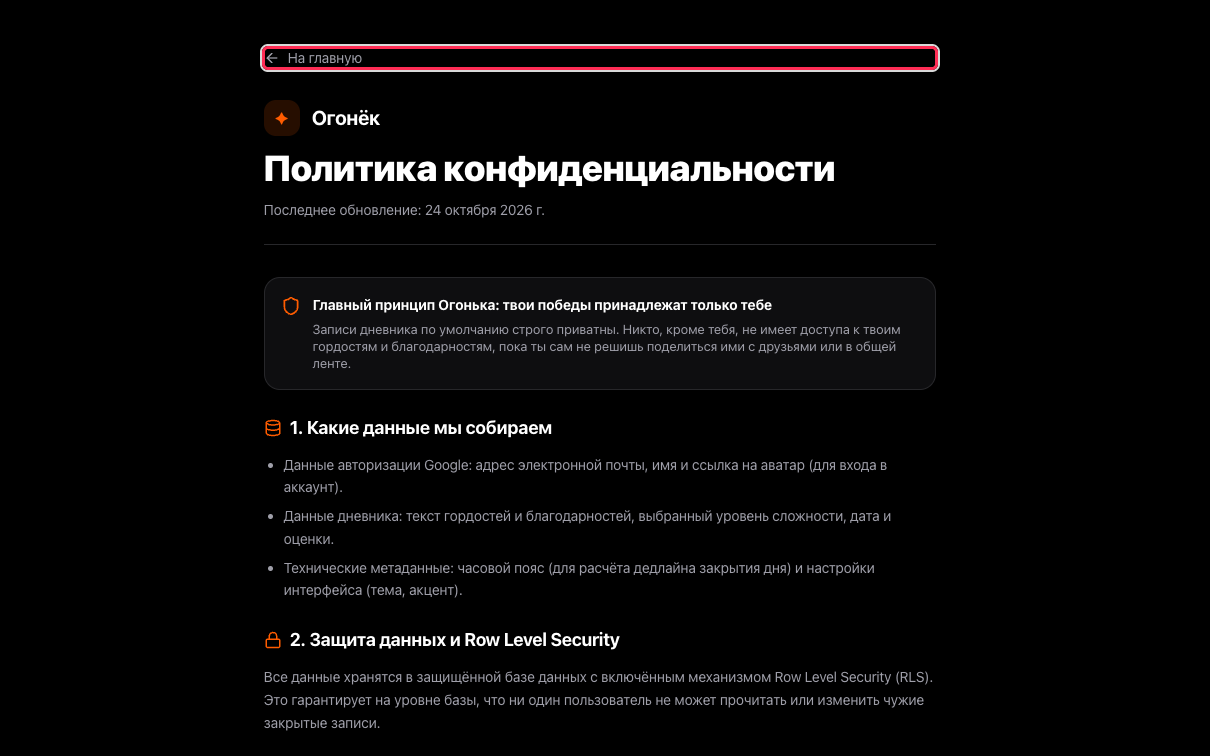 На главную
Огонёк
Политика конфиденциальности
Последнее обновление: 24 октября 2026 г.
Главный принцип Огонька: твои победы принадлежат только тебе
Записи дневника по умолчанию строго приватны. Никто, кроме тебя, не имеет доступа к твоим
гордостям и благодарностям, пока ты сам не решишь поделиться ими с друзьями или в общей
ленте.
1. Какие данные мы собираем
Данные авторизации Google: адрес электронной почты, имя и ссылка на аватар (для входа в
аккаунт).
Данные дневника: текст гордостей и благодарностей, выбранный уровень сложности, дата и
оценки.
Технические метаданные: часовой пояс (для расчёта дедлайна закрытия дня) и настройки
интерфейса (тема, акцент).
2. Защита данных и Row Level Security
Все данные хранятся в защищённой базе данных с включённым механизмом Row Level Security (RLS).
Это гарантирует на уровне базы, что ни один пользователь не может прочитать или изменить чужие
закрытые записи.